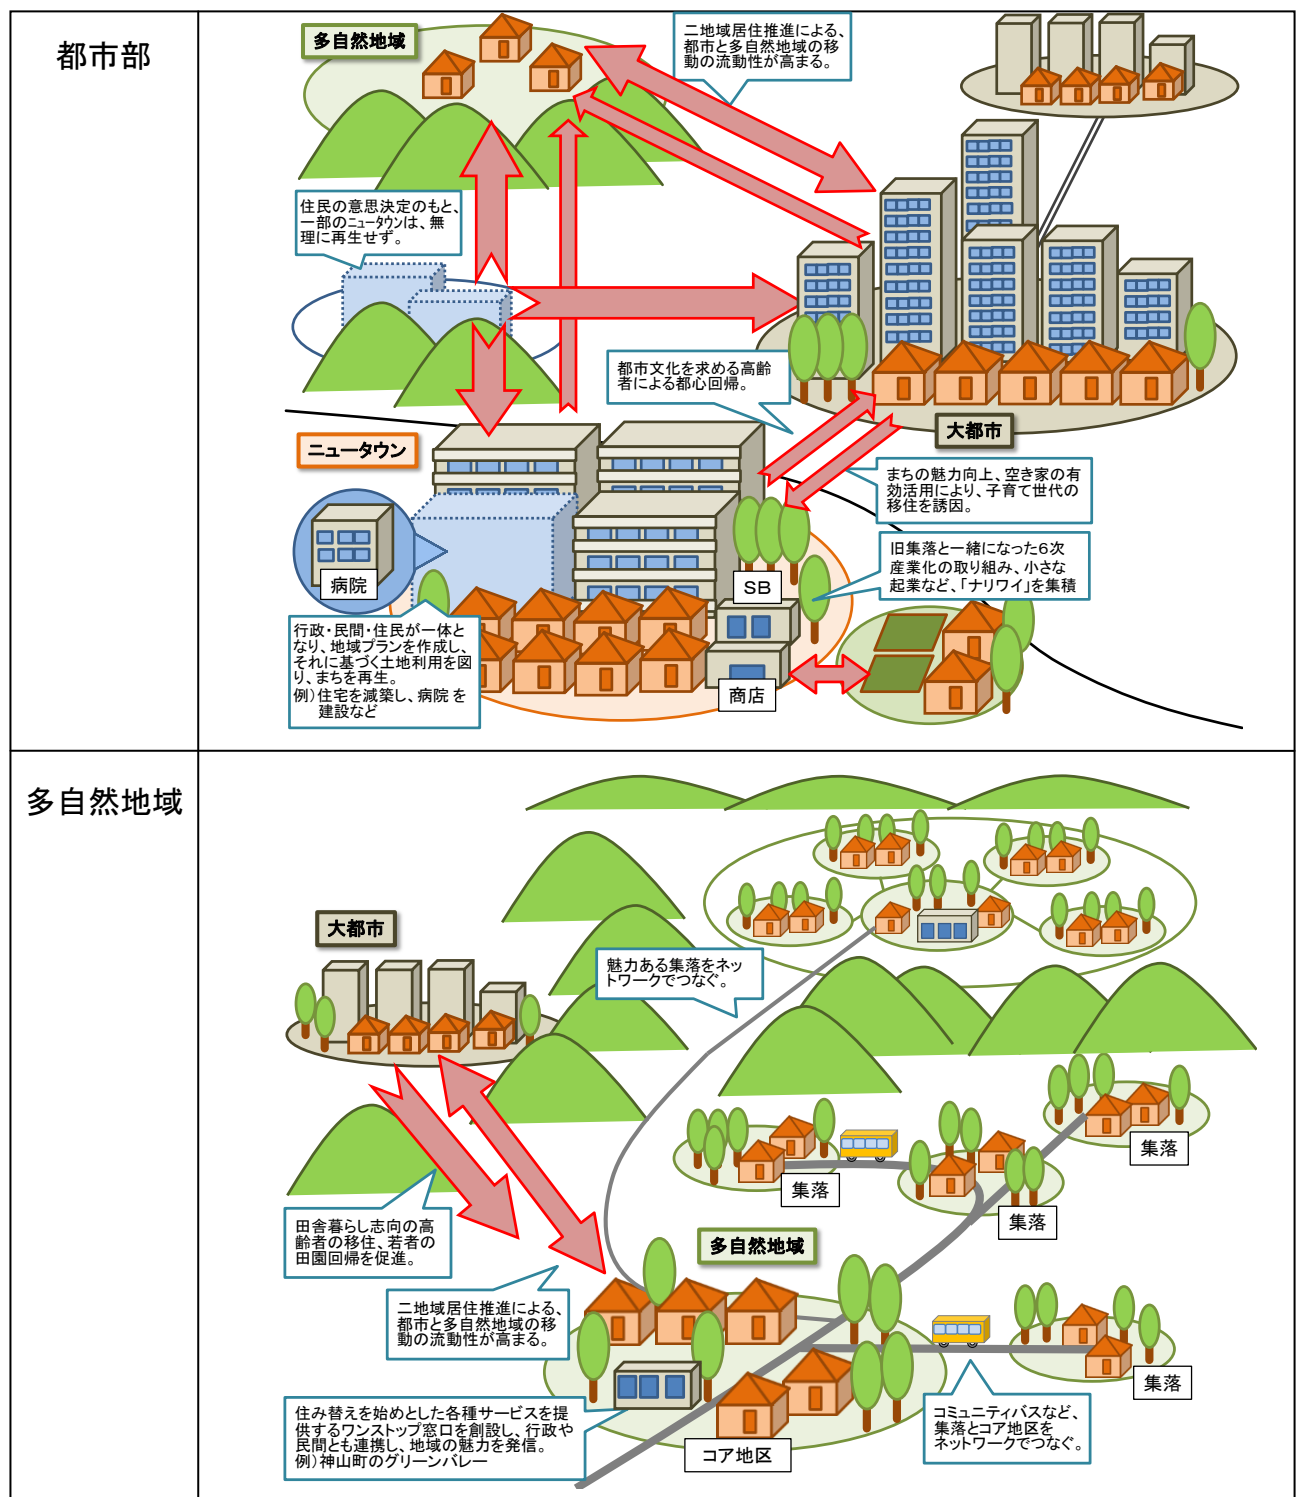 都市部
多自然地域
二地域居住推進による、
都市と多自然地域の移
動の流動性が高まる。
住民の意思決定のもと、
一部のニュータウンは、無
理に再生せず。
都市文化を求める高齢
者による都心回帰。
大都市
ニュータウン
まちの魅力向上、空き家の有
効活用により、子育て世代の
移住を誘因。
旧集落と一緒になった6次
産業化の取り組み、小さな
起業など、「ナリワイ」を集積
病院
SB
行政・民間・住民が一体と
なり、地域プランを作成し、
それに基づく土地利用を図
り、まちを再生。
例）住宅を減築し、病院を
建設など
商店
多自然地域
大都市
魅力ある集落をネッ
トワークでつなぐ。
集落
集落
集落
田舎暮らし志向の高
齢者の移住、若者の
田園回帰を促進。
多自然地域
二地域居住推進による、
都市と多自然地域の移
動の流動性が高まる。
集落
住み替えを始めとした各種サービスを提
供するワンストップ窓口を創設し、行政や
民間とも連携し、地域の魅力を発信。
例）神山町のグリーンバレー
コア地区
コミュニティバスなど、
集落とコア地区を
ネットワークでつなぐ。